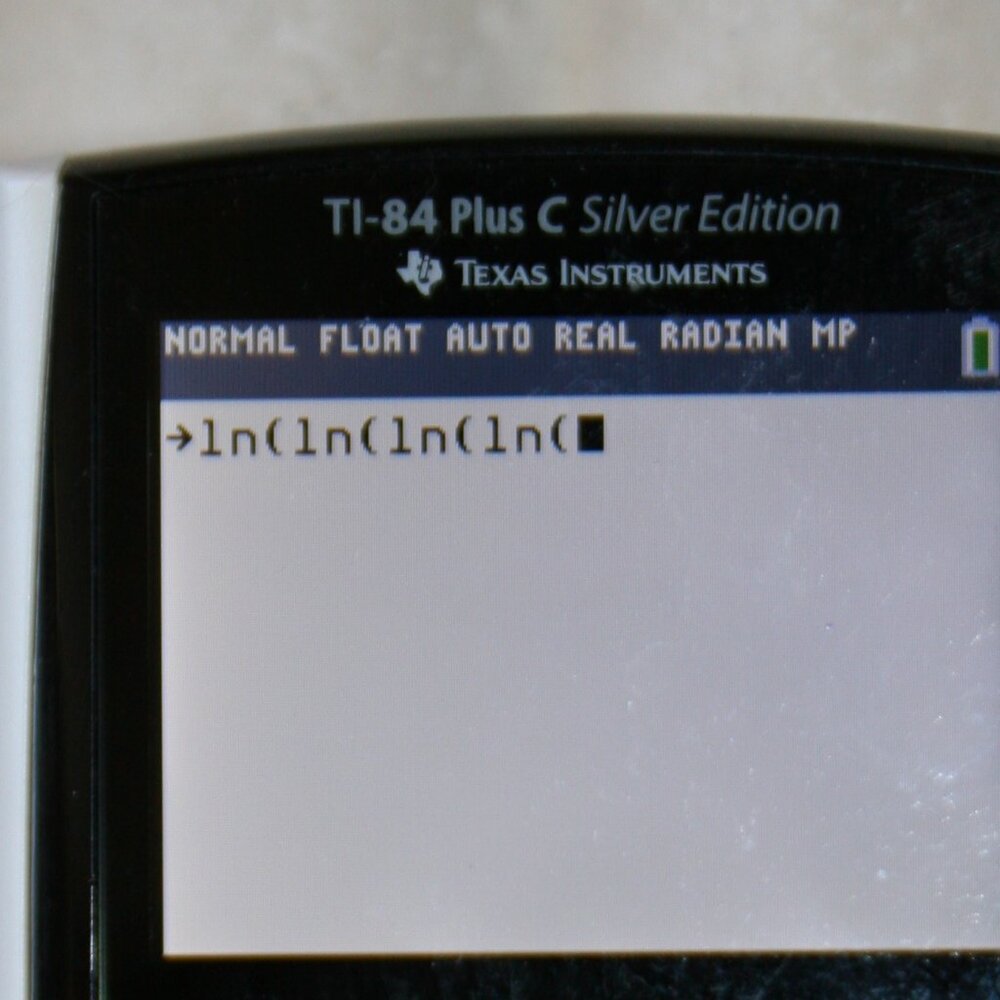 TI-84 Plus C Silver Edition
TEXAS INSTRUMENTS
NORMAL FLOAT AUTO REAL RADIAN MP
→ln(ln(ln(ln(